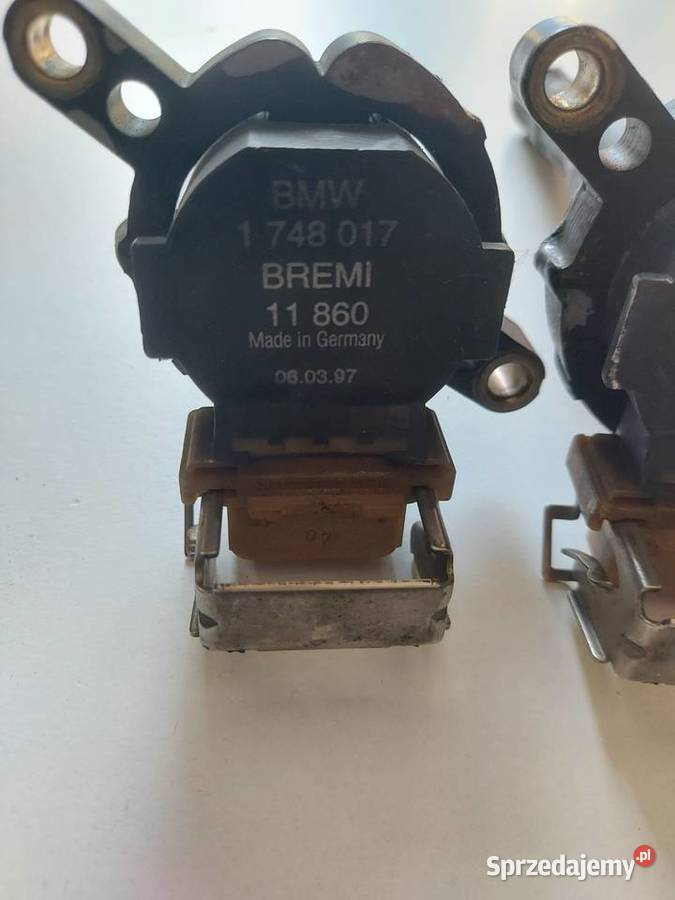 BMW
1 748 017
BREMI
11 860
Made in Germany
06.03.97
Sprzedajemy.pl